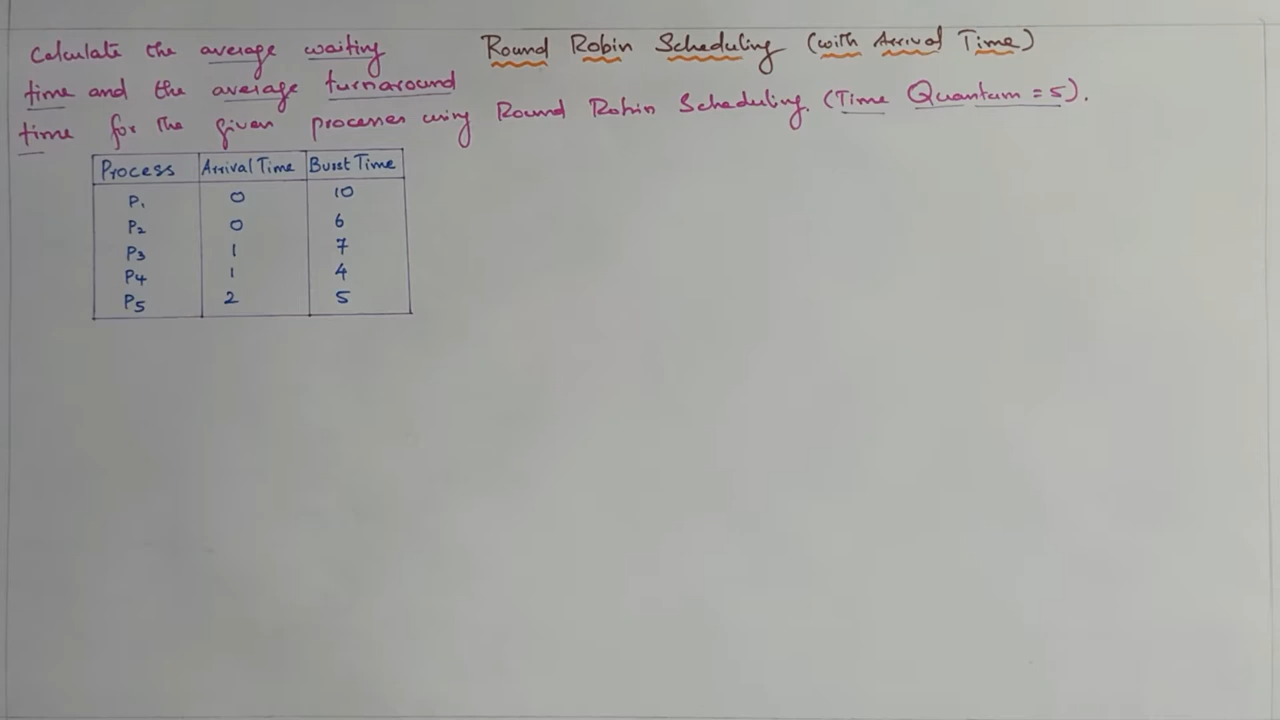 Round Robin Scheduling (with Arrival Time)
Calculate the average waiting
time and the average turnaround
time for the given processes using Round Robin Scheduling. (Time Quantum = 5).
Process Arrival Time Burst Time
P1 0 10
P2 0 6
P3 1 7
P4 1 4
P5 2 5